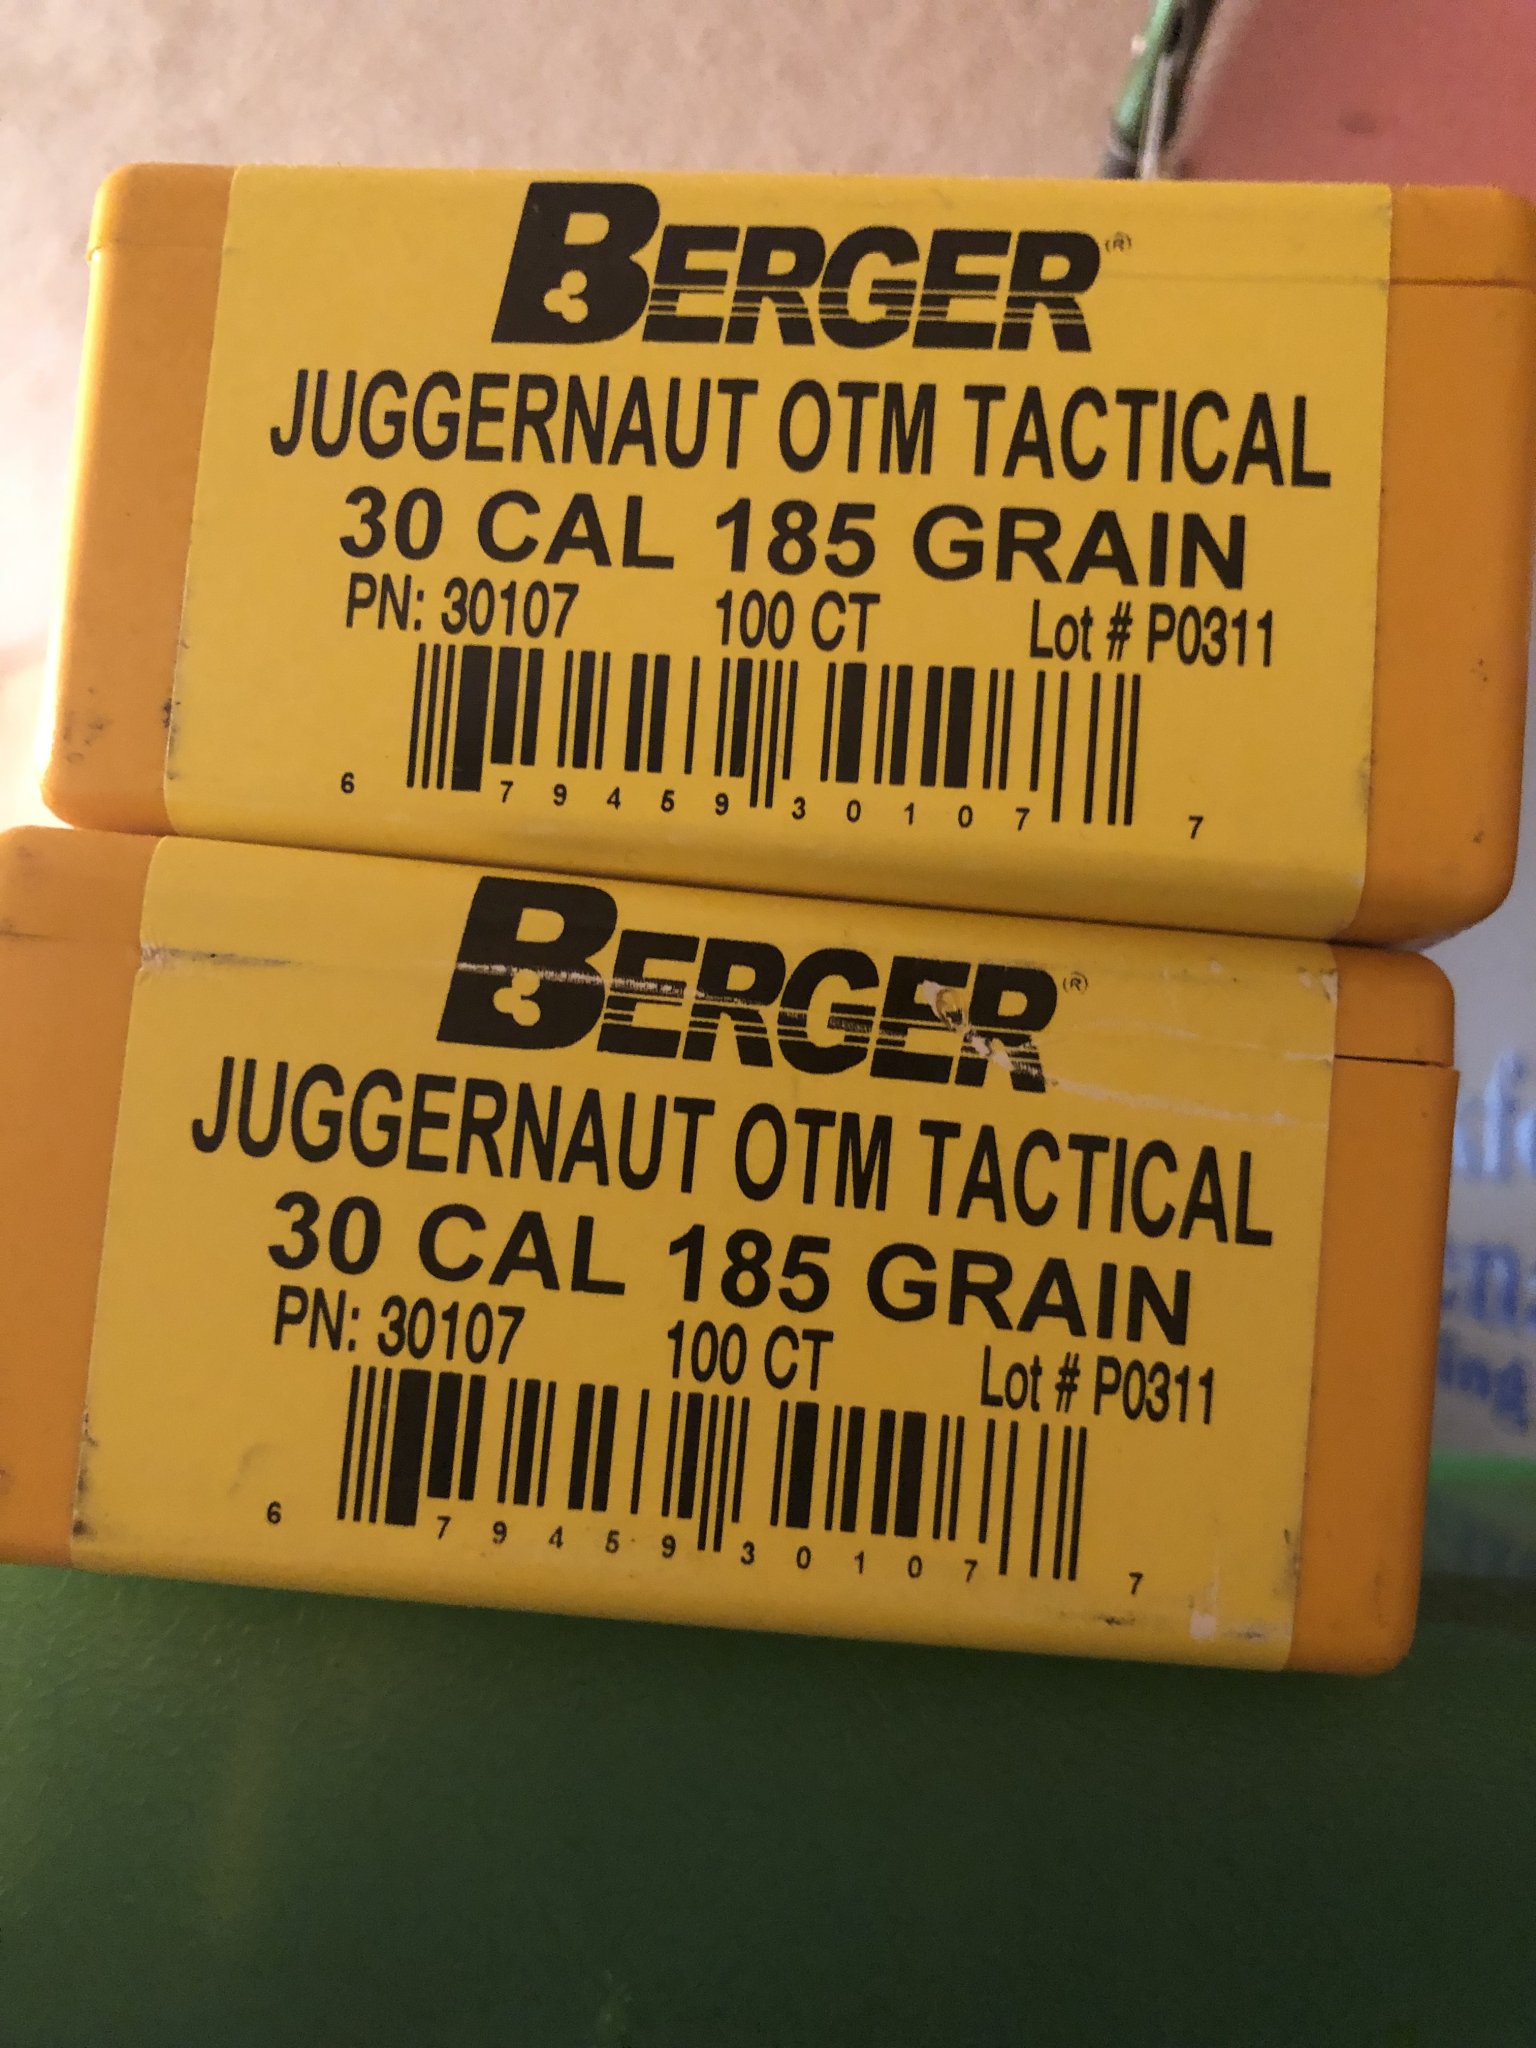 BERGER®
JUGGERNAUT OTM TACTICAL
30 CAL 185 GRAIN
PN: 30107 100 CT Lot # P0311
6 79459 30107 7
BERGER®
JUGGERNAUT OTM TACTICAL
30 CAL 185 GRAIN
PN: 30107 100 CT Lot # P0311
6 79459 30107 7